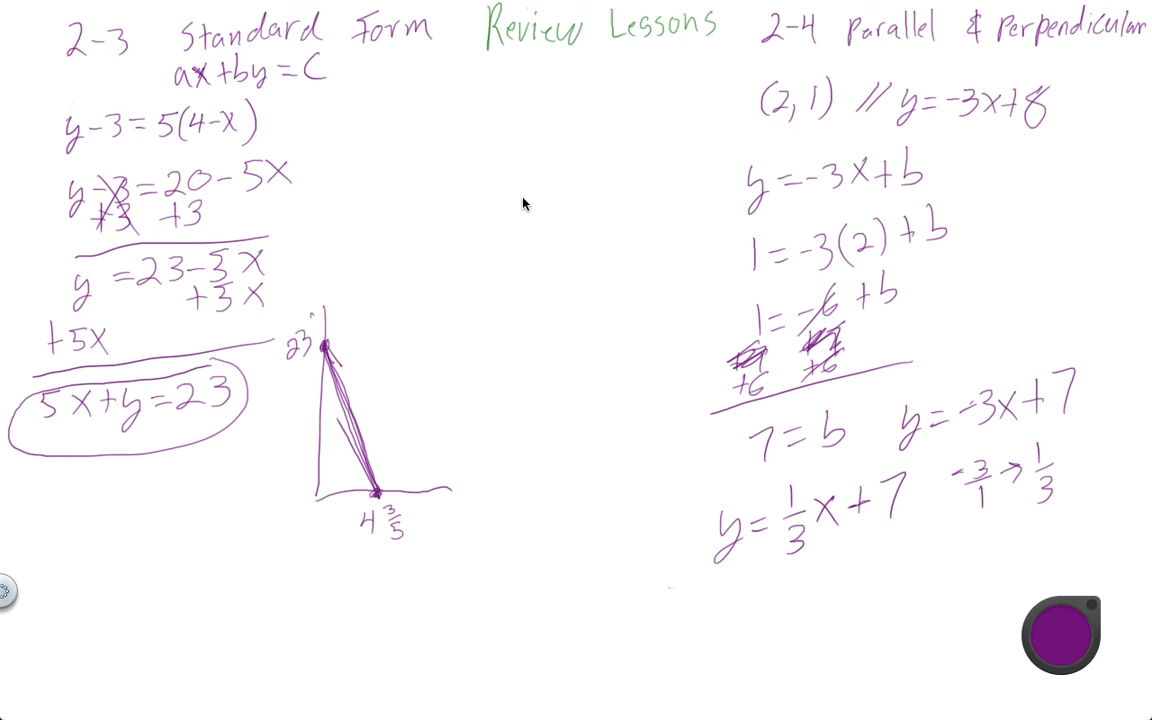 2-3 Standard Form
ax+by=C
y-3=5(4-x)
y-3=20-5x
+3 +3
y =23-5x
+5x
+5x
5x+y=23
23
4 3/5
Review Lessons
2-4 Parallel & Perpendicular
(2,1) // y=-3x+8
y=-3x+b
1=-3(2)+b
1=-6+b
+6 +6
7=b y=-3x+7
-3/1 → 1/3
y=1/3x+7